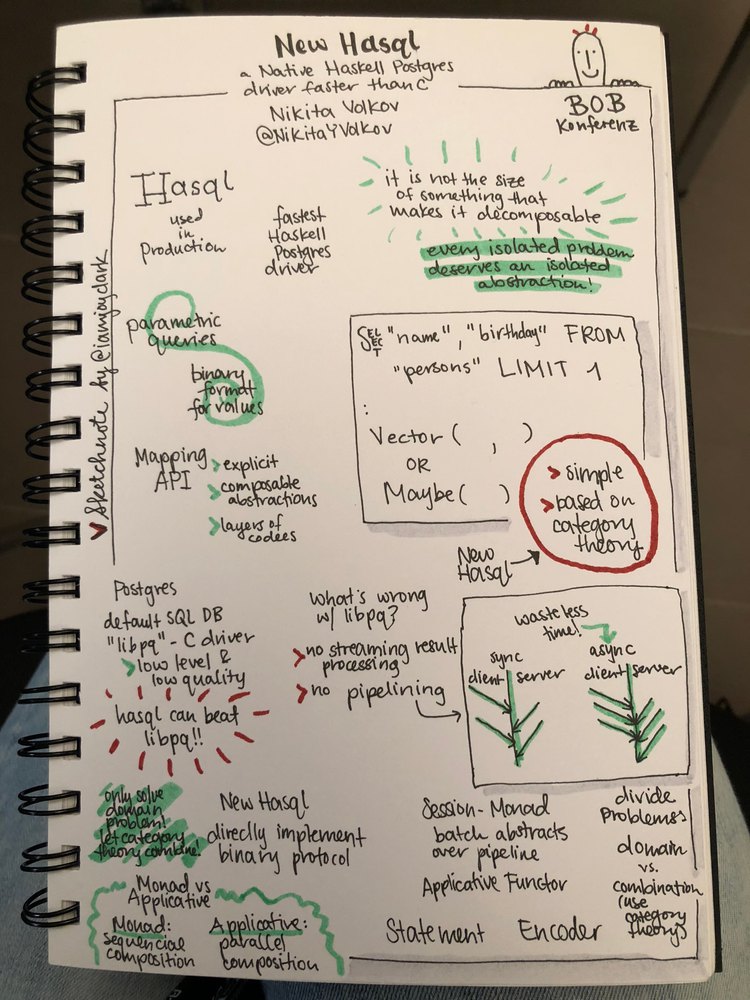 New Hasql
a Native Haskell Postgres
driver faster than C
Nikita Volkov
@NikitaYVolkov
BOB
Konferenz
Hasql
used
in
Production
fastest
Haskell
Postgres
driver
it is not the size
of something that
makes it decomposable
every isolated problem
deserves an isolated
abstraction!
♥ Sketchnote by @iamjoyclark
parametric
queries
binary
format
for values
SELECT "name", "birthday" FROM
"persons" LIMIT 1
:
Vector ( , )
OR
Maybe ( )
Mapping
API
> explicit
> composable
abstractions
> layers of
codecs
> simple
> based on
category
theory
New
Hasql
Postgres
default SQL DB
"libpq" - C driver
> low level &
low quality
hasql can beat
libpq!!
what's wrong
w/ libpq?
> no streaming result
processing
> no pipelining
waste less
time!
sync
client server
async
client server
only solve
domain
problem!
let category
theory combine!
New Hasql
directly implement
binary protocol
Monad vs
Applicative
Monad:
sequencial
composition
Applicative:
parallel
composition
Session-Monad
batch abstracts
over pipeline
Applicative Functor
Statement Encoder
divide
Problems
domain
vs.
combination
(use
category
theory)